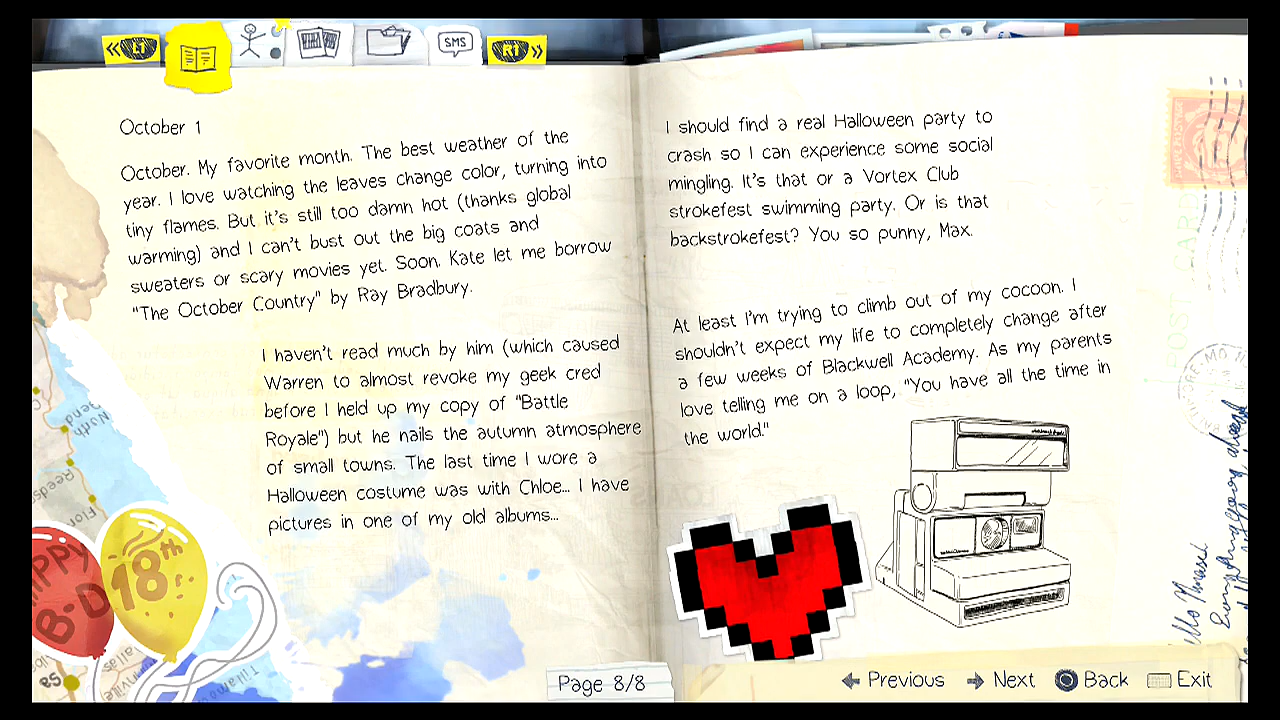 SMS
R1
October 1
October. My favorite month. The best weather of the
year. I love watching the leaves change color, turning into
tiny flames. But it's still too damn hot (thanks global
warming) and I can't bust out the big coats and
sweaters or scary movies yet. Soon. Kate let me borrow
"The October Country" by Ray Bradbury.
I haven't read much by him (which caused
Warren to almost revoke my geek cred
before I held up my copy of "Battle
Royale") but he nails the autumn atmosphere
of small towns. The last time I wore a
Halloween costume was with Chloe... I have
pictures in one of my old albums...
I should find a real Halloween party to
crash so I can experience some social
mingling. It's that or a Vortex Club
strokefest swimming party. Or is that
backstrokefest? You so punny, Max.
At least I'm trying to climb out of my cocoon. I
shouldn't expect my life to completely change after
a few weeks of Blackwell Academy. As my parents
love telling me on a loop, "You have all the time in
the world."
North
Bend
Reeds
Flor
PPY
B-D
18th
POST CARD
Page 8/8
Previous
Next
Back
Exit